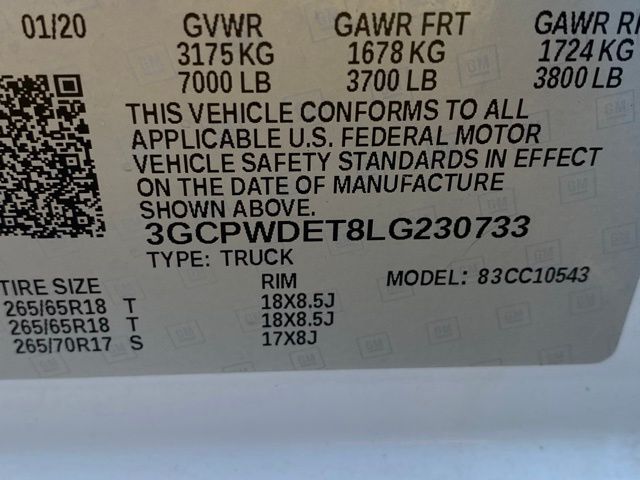 01/20 GVWR GAWR FRT GAWR
3175 KG 1678 KG 1724 KG
7000 LB 3700 LB 3800 LB
THIS VEHICLE CONFORMS TO ALL
APPLICABLE U.S. FEDERAL MOTOR
VEHICLE SAFETY STANDARDS IN EFFECT
ON THE DATE OF MANUFACTURE
SHOWN ABOVE.
3GCPWDET8LG230733
TYPE: TRUCK MODEL: 83CC10543
TIRE SIZE RIM
265/65R18 T 18X8.5J
265/65R18 T 18X8.5J
265/70R17 S 17X8J